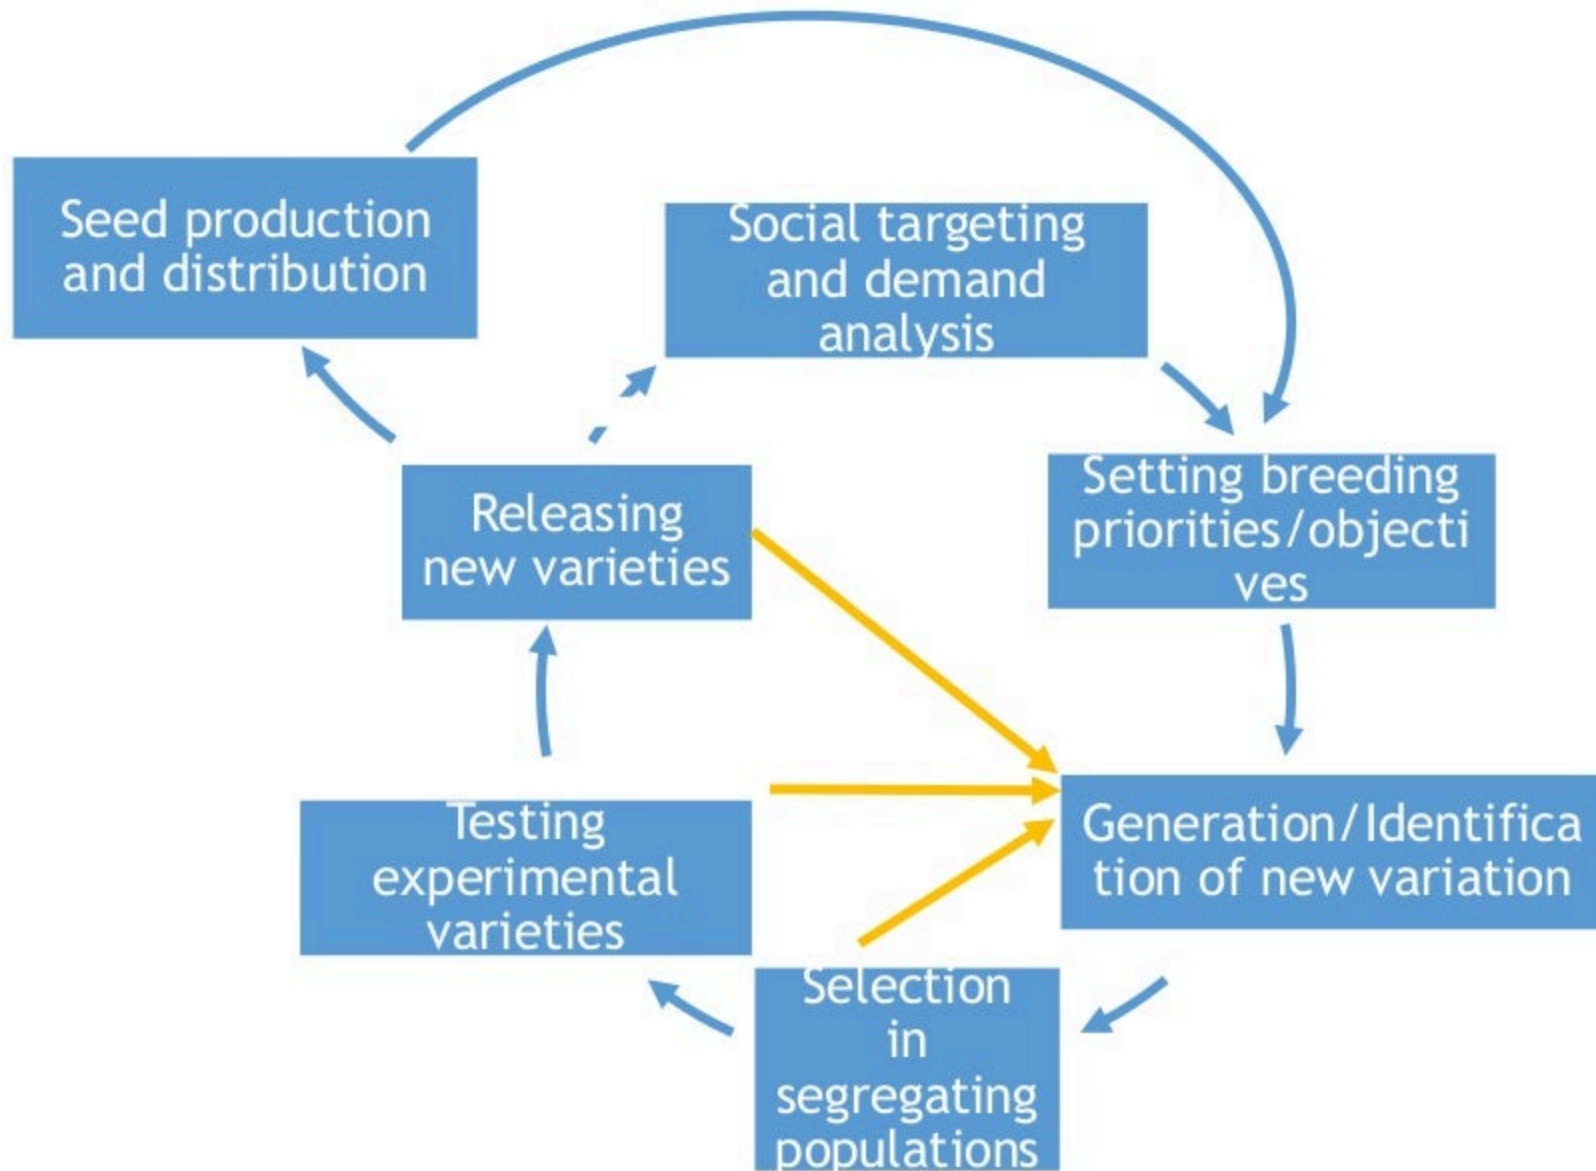 Seed production
and distribution
Social targeting
and demand
analysis
Releasing
new varieties
Setting breeding
priorities/objecti
ves
Testing
experimental
varieties
Generation/Identifica
tion of new variation
Selection
in
segregating
populations